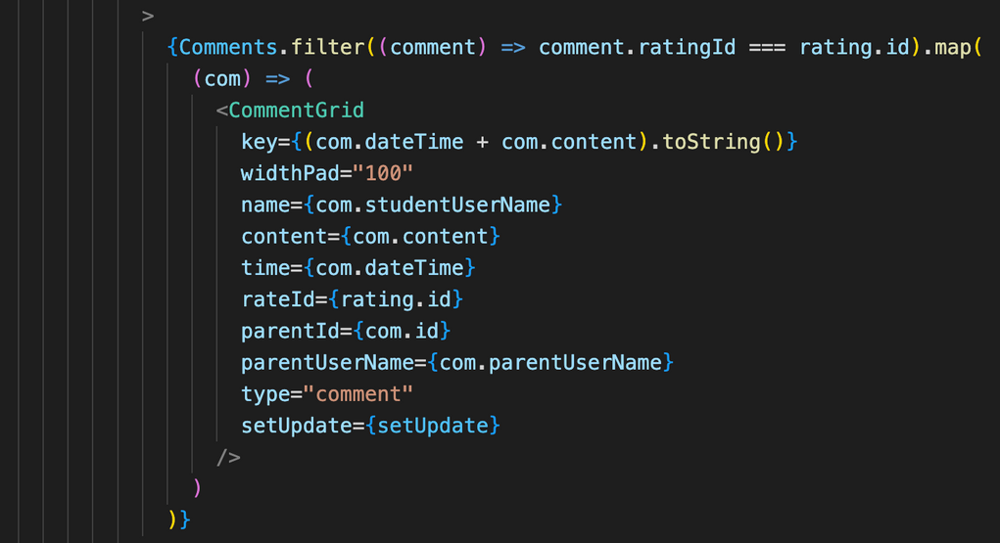 >
{Comments.filter((comment) => comment.ratingId === rating.id).map(
(com) => (
<CommentGrid
key={(com.dateTime + com.content).toString()}
widthPad="100"
name={com.studentUserName}
content={com.content}
time={com.dateTime}
rateId={rating.id}
parentId={com.id}
parentUserName={com.parentUserName}
type="comment"
setUpdate={setUpdate}
/>
)
)}